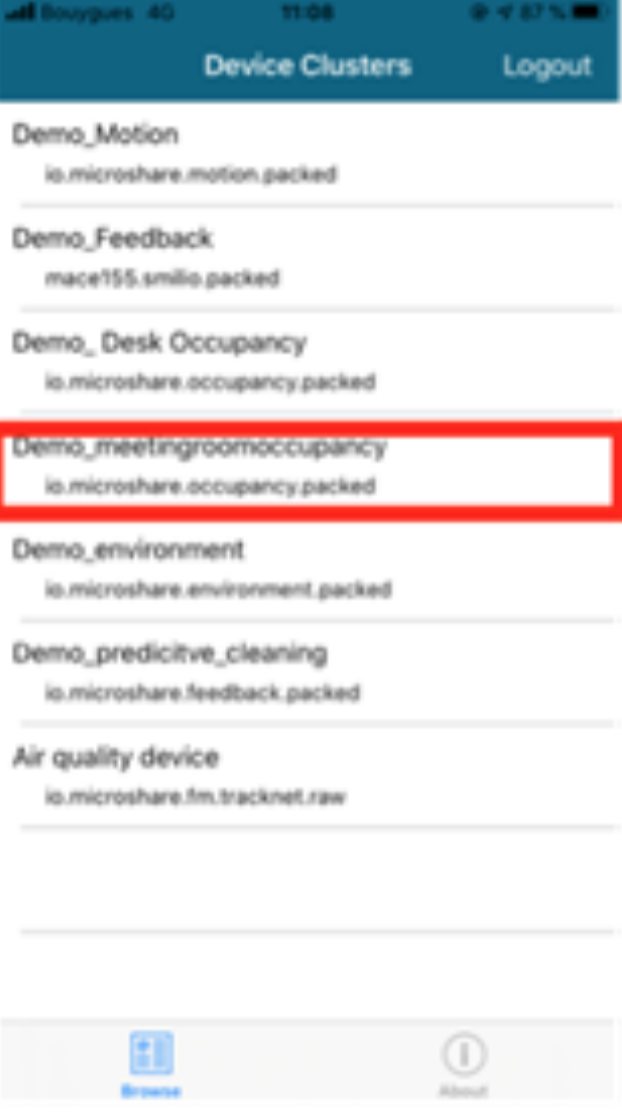 Bouygues 4G 11:08 87 %
Device Clusters Logout
Demo_Motion
io.microshare.motion.packed
Demo_Feedback
mace155.smilio.packed
Demo_ Desk Occupancy
io.microshare.occupancy.packed
Demo_meetingroomoccupancy
io.microshare.occupancy.packed
Demo_environment
io.microshare.environment.packed
Demo_predicitve_cleaning
io.microshare.feedback.packed
Air quality device
io.microshare.fm.tracknet.raw
Browse About